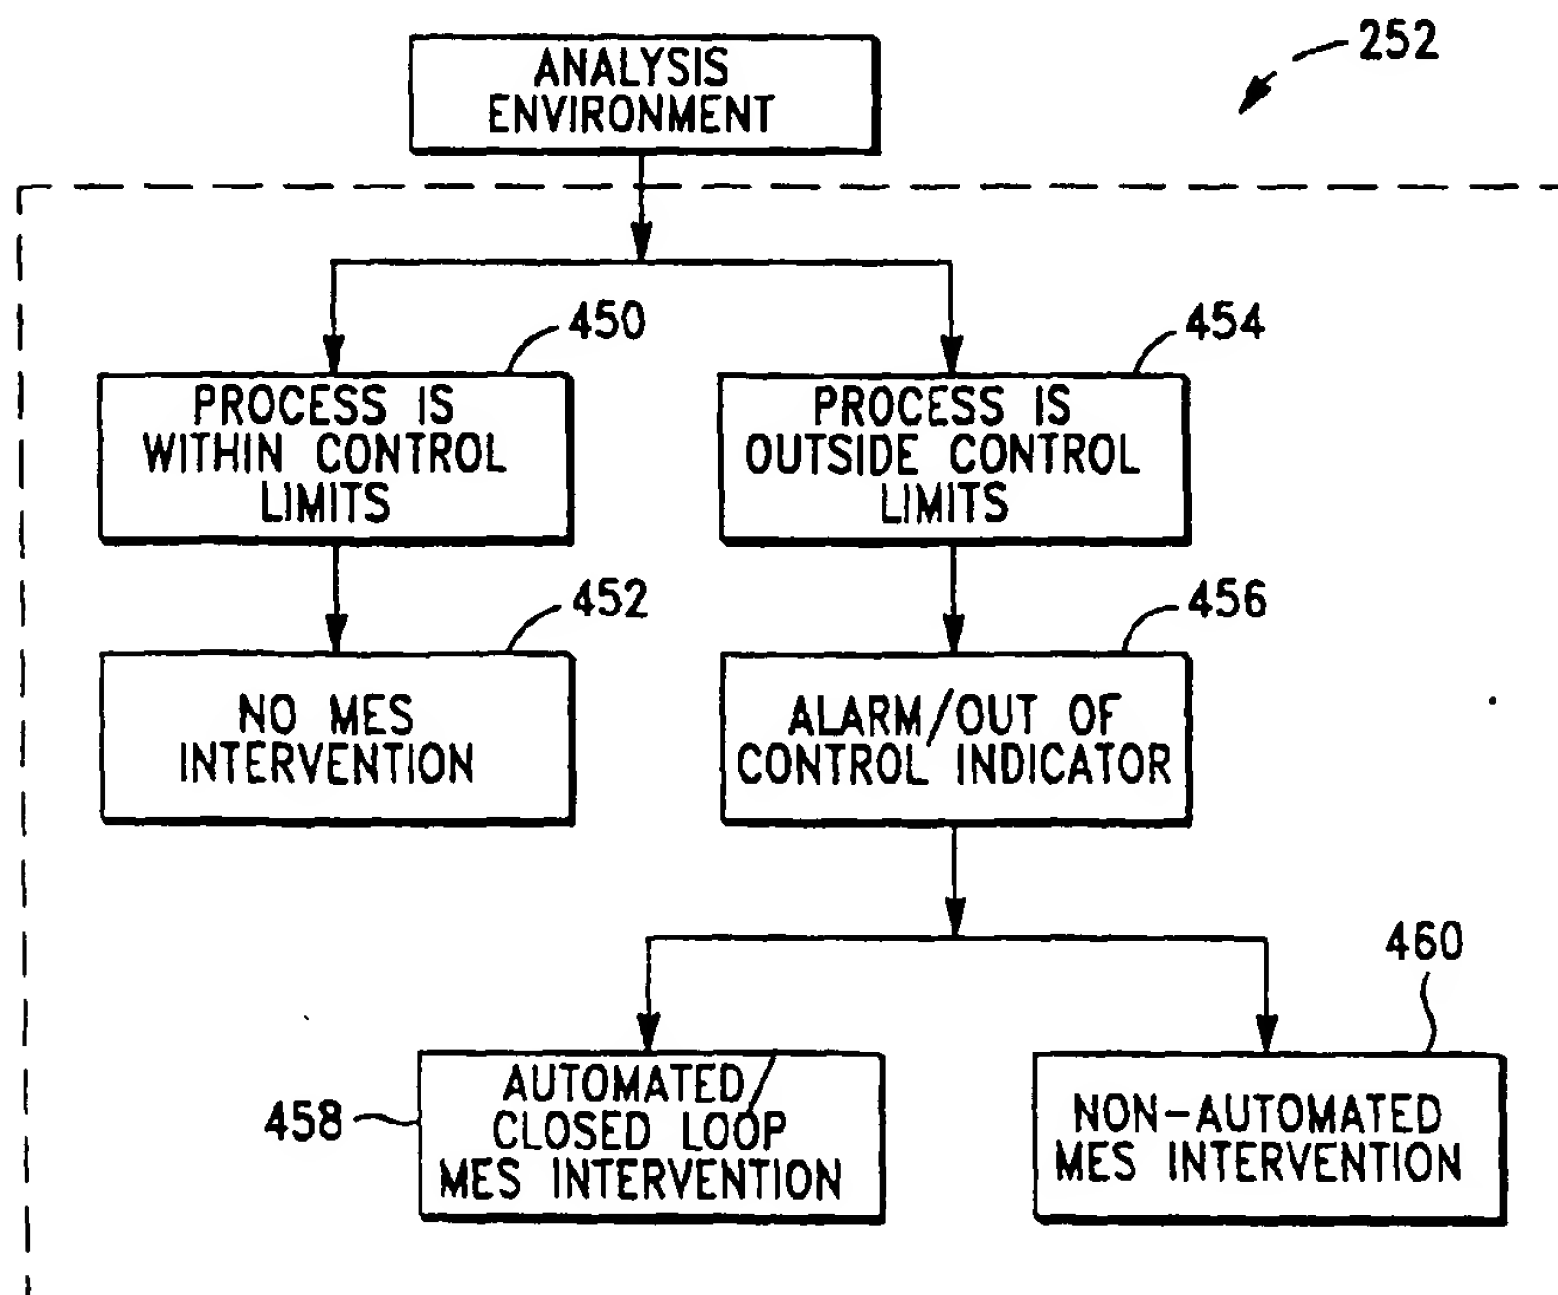 252
ANALYSIS
ENVIRONMENT
450
454
PROCESS IS
WITHIN CONTROL
LIMITS
PROCESS IS
OUTSIDE CONTROL
LIMITS
452
456
NO MES
INTERVENTION
ALARM/OUT OF
CONTROL INDICATOR
460
458
AUTOMATED/
CLOSED LOOP
MES INTERVENTION
NON-AUTOMATED
MES INTERVENTION